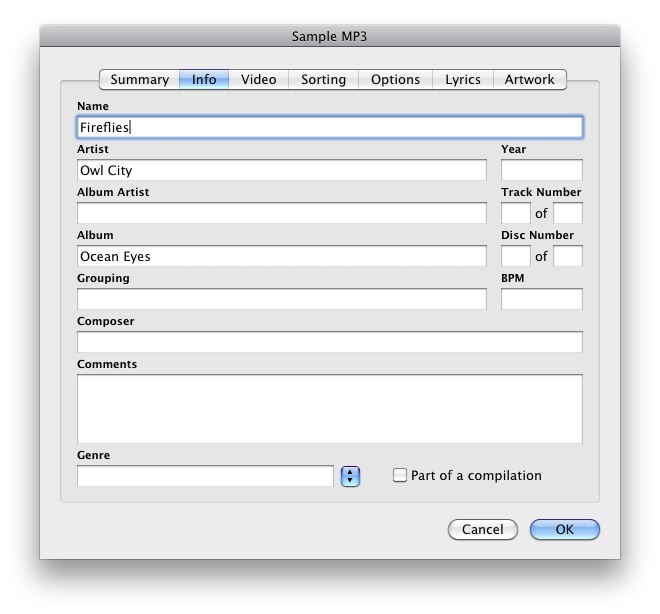 Sample MP3
Summary Info Video Sorting Options Lyrics Artwork
Name
Fireflies
Artist Year
Owl City
Album Artist Track Number
of
Album Disc Number
Ocean Eyes of
Grouping BPM
Composer
Comments
Genre
Part of a compilation
Cancel OK